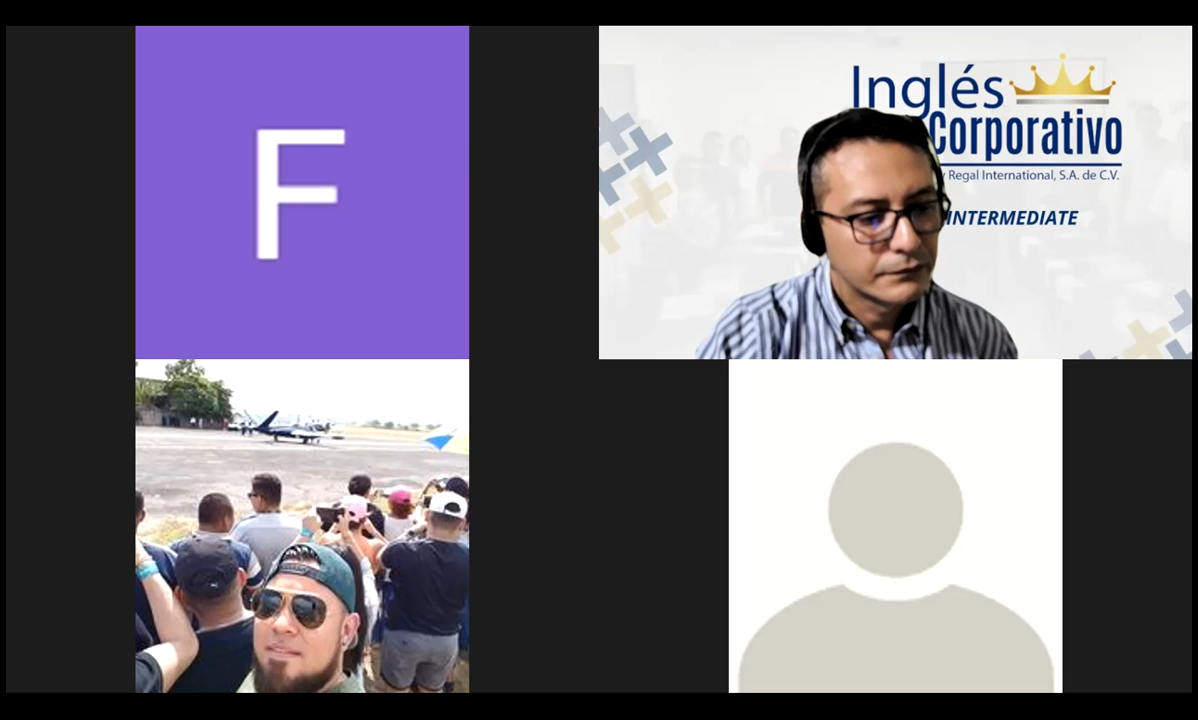 F
Inglés
Corporativo
y Regal International, S.A. de C.V.
INTERMEDIATE